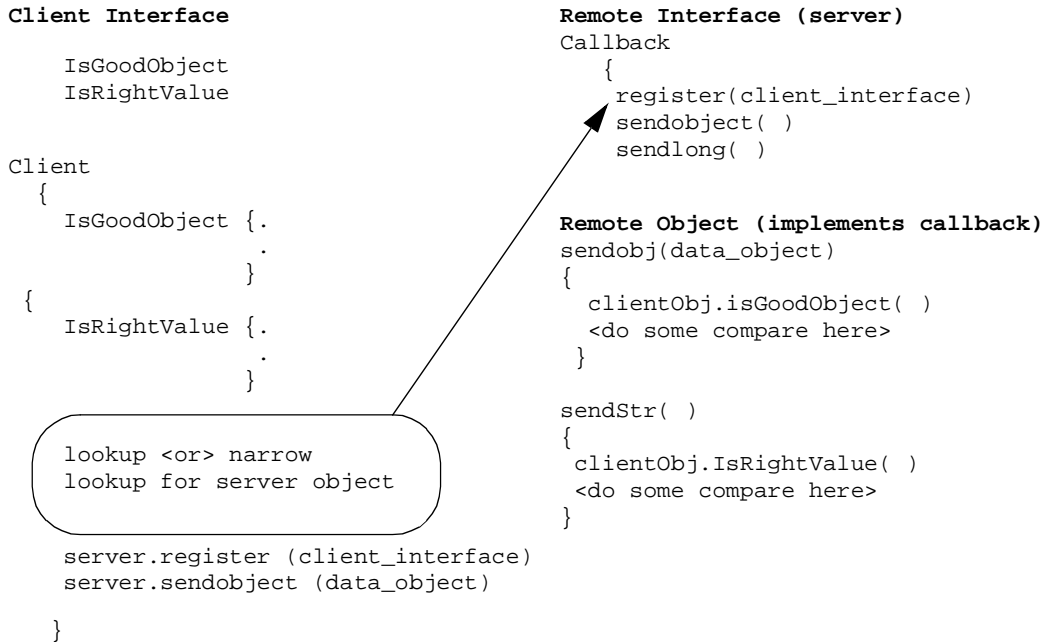 Client Interface
IsGoodObject
IsRightValue
Client
{
IsGoodObject {.
.
}
{
IsRightValue {.
.
}
lookup <or> narrow
lookup for server object
server.register (client_interface)
server.sendobject (data_object)
}
Remote Interface (server)
Callback
{
register(client_interface)
sendobject( )
sendlong( )
Remote Object (implements callback)
sendobj(data_object)
{
clientObj.isGoodObject( )
<do some compare here>
}
sendStr( )
{
clientObj.IsRightValue( )
<do some compare here>
}